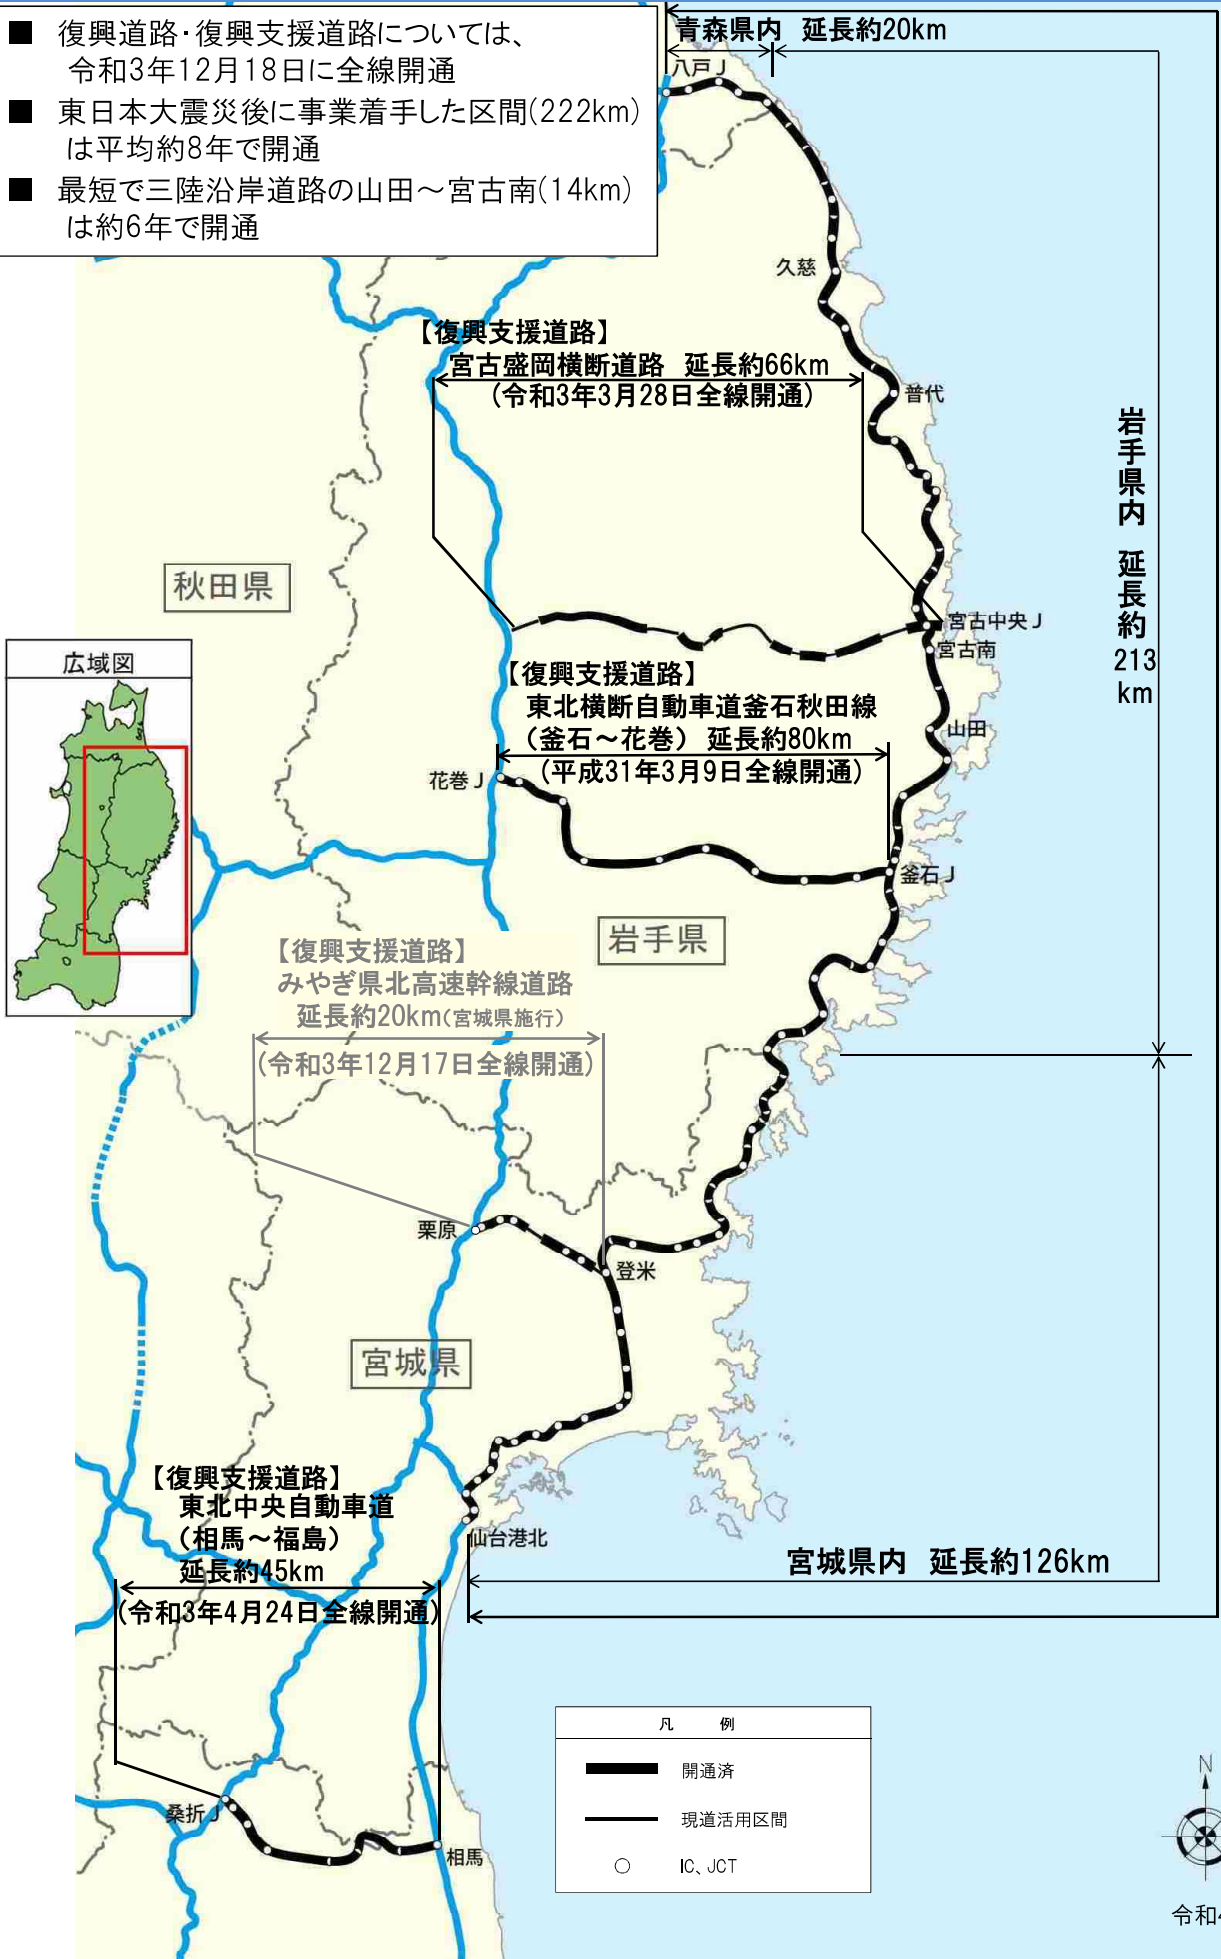 ■ 復興道路・復興支援道路については、
令和3年12月18日に全線開通
■ 東日本大震災後に事業着手した区間(222km)
は平均約8年で開通
■ 最短で三陸沿岸道路の山田～宮古南(14km)
は約6年で開通
青森県内 延長約20km
八戸J
久慈
【復興支援道路】
宮古盛岡横断道路 延長約66km
(令和3年3月28日全線開通)
普代
岩手県内 延長約
213
km
秋田県
宮古中央J
宮古南
広域図
【復興支援道路】
東北横断自動車道釜石秋田線
(釜石～花巻) 延長約80km
(平成31年3月9日全線開通)
山田
花巻J
釜石J
岩手県
【復興支援道路】
みやぎ県北高速幹線道路
延長約20km(宮城県施行)
(令和3年12月17日全線開通)
栗原
登米
宮城県
【復興支援道路】
東北中央自動車道
(相馬～福島)
延長約45km
(令和3年4月24日全線開通)
仙台港北
宮城県内 延長約126km
桑折J
相馬
凡 例
開通済
現道活用区間
IC、JCT
N
令和